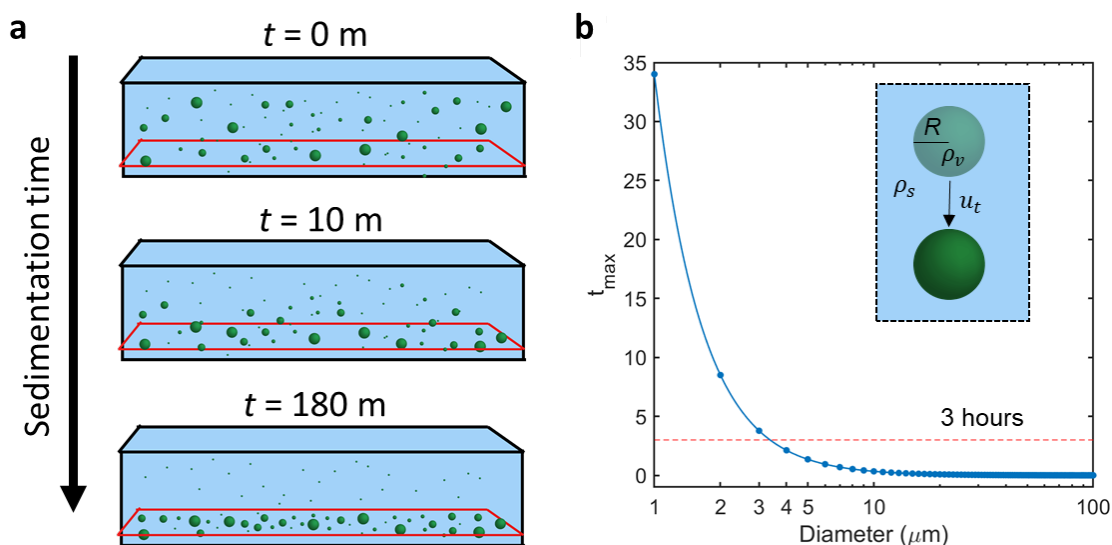 a
t = 0 m
t = 10 m
t = 180 m
Sedimentation time
b
35
30
25
20
15
10
5
0
t_max
R
ρ_v
ρ_s
u_t
3 hours
1
2
3
4
5
10
100
Diameter (μm)